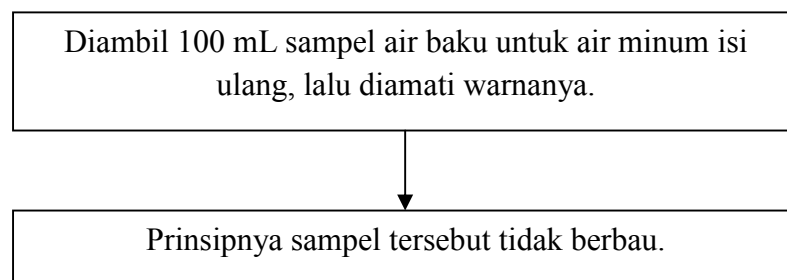 Diambil 100 mL sampel air baku untuk air minum isi
ulang, lalu diamati warnanya.
Prinsipnya sampel tersebut tidak berbau.